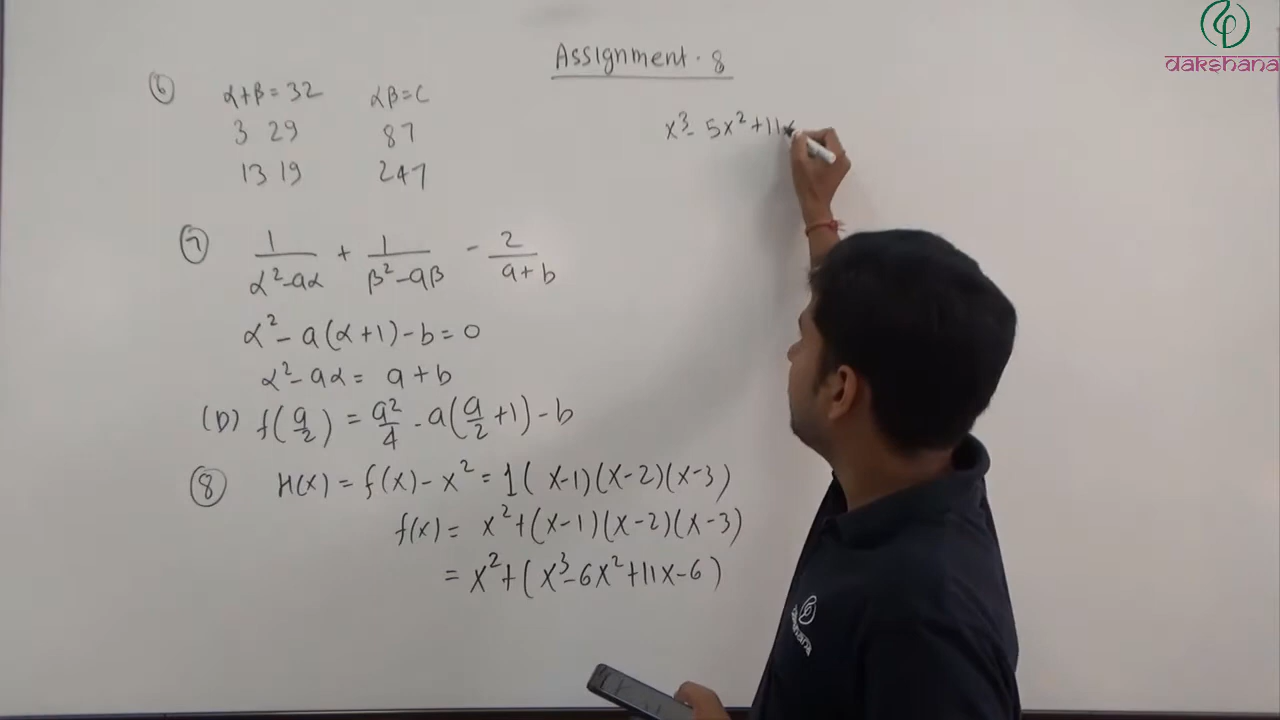 Assignment. 8
⑥ α+β=32 αβ=C
3 29 87
13 19 247
⑦ 1/(α²-aα) + 1/(β²-aβ) - 2/(a+b)
α²-a(α+1)-b=0
α²-aα= a+b
(D) f(a/2) = a²/4 - a(a/2+1)-b
⑧ H(x) = f(x)-x² = 1(x-1)(x-2)(x-3)
f(x) = x²+(x-1)(x-2)(x-3)
= x²+(x³-6x²+11x-6)
x³-5x²+11x
dakshana
dakshana